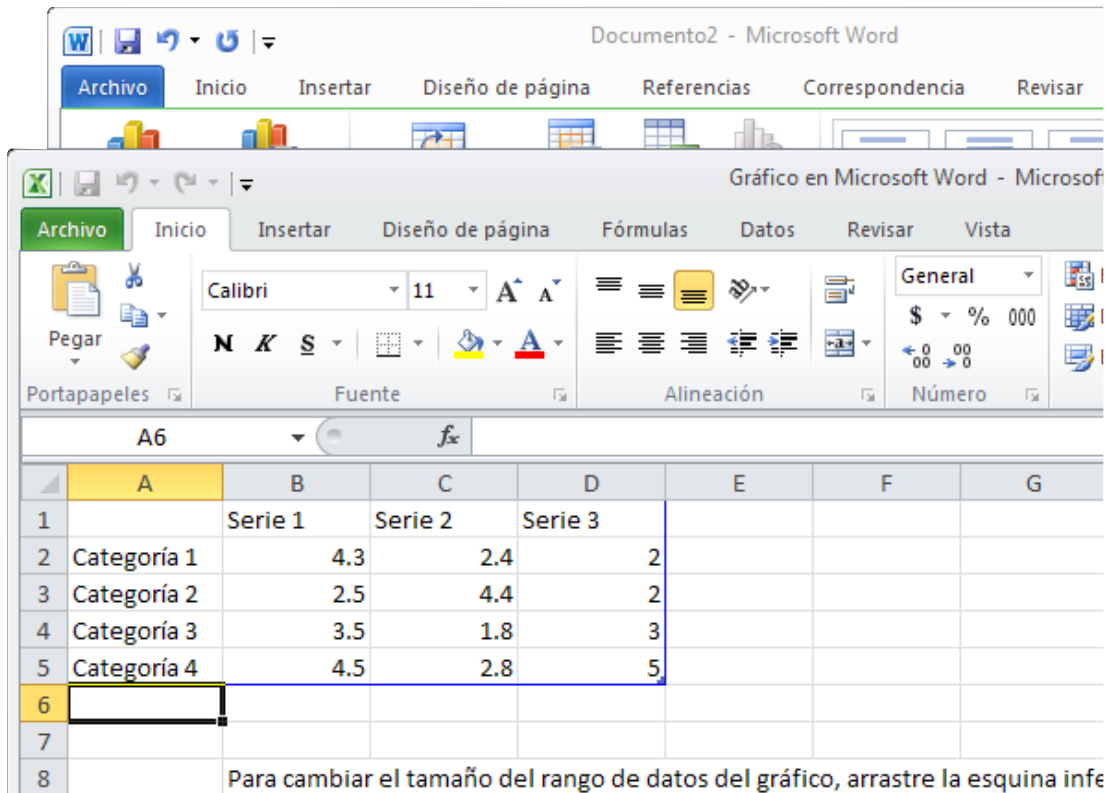 Documento2 - Microsoft Word
Archivo Inicio Insertar Diseño de página Referencias Correspondencia Revisar
Gráfico en Microsoft Word - Microsof
Archivo Inicio Insertar Diseño de página Fórmulas Datos Revisar Vista
Calibri 11 A A General
Pegar N K S A $ % 000
Portapapeles Fuente Alineación Número
A6 fx
A B C D E F G
1 Serie 1 Serie 2 Serie 3
2 Categoría 1 4.3 2.4 2
3 Categoría 2 2.5 4.4 2
4 Categoría 3 3.5 1.8 3
5 Categoría 4 4.5 2.8 5
6
7
8 Para cambiar el tamaño del rango de datos del gráfico, arrastre la esquina infe